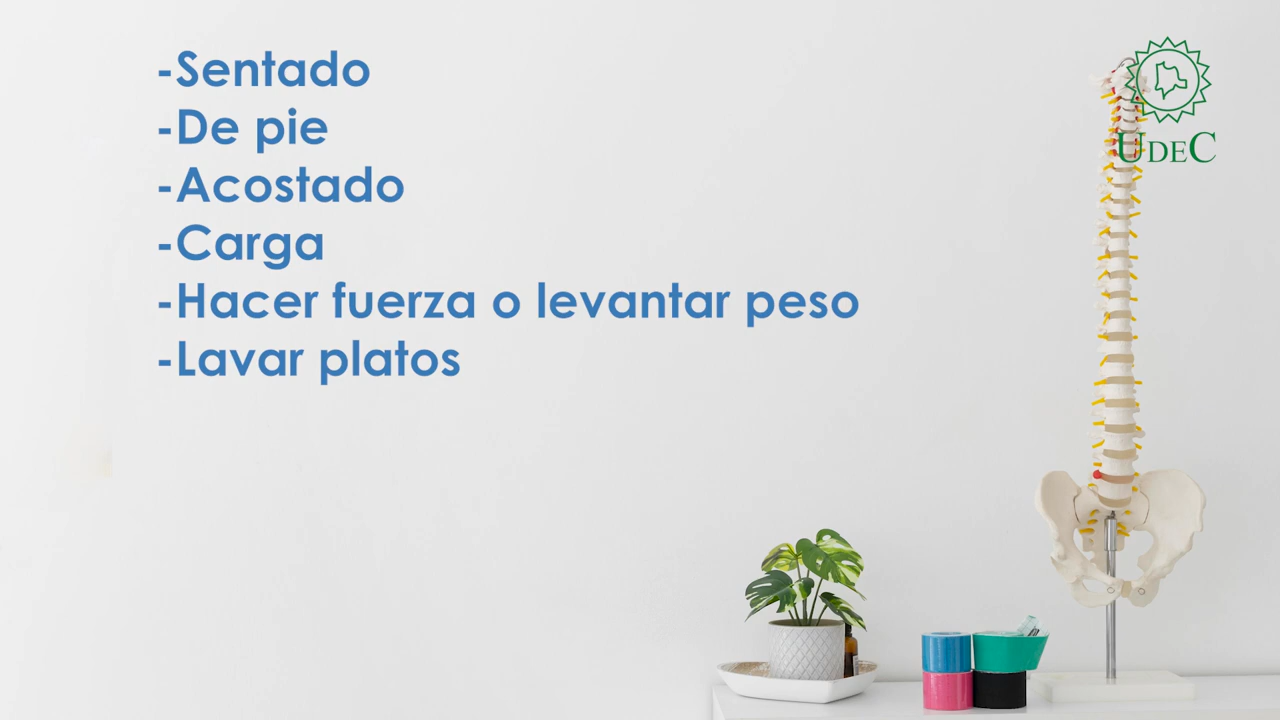 -Sentado
-De pie
-Acostado
-Carga
-Hacer fuerza o levantar peso
-Lavar platos
UDEC